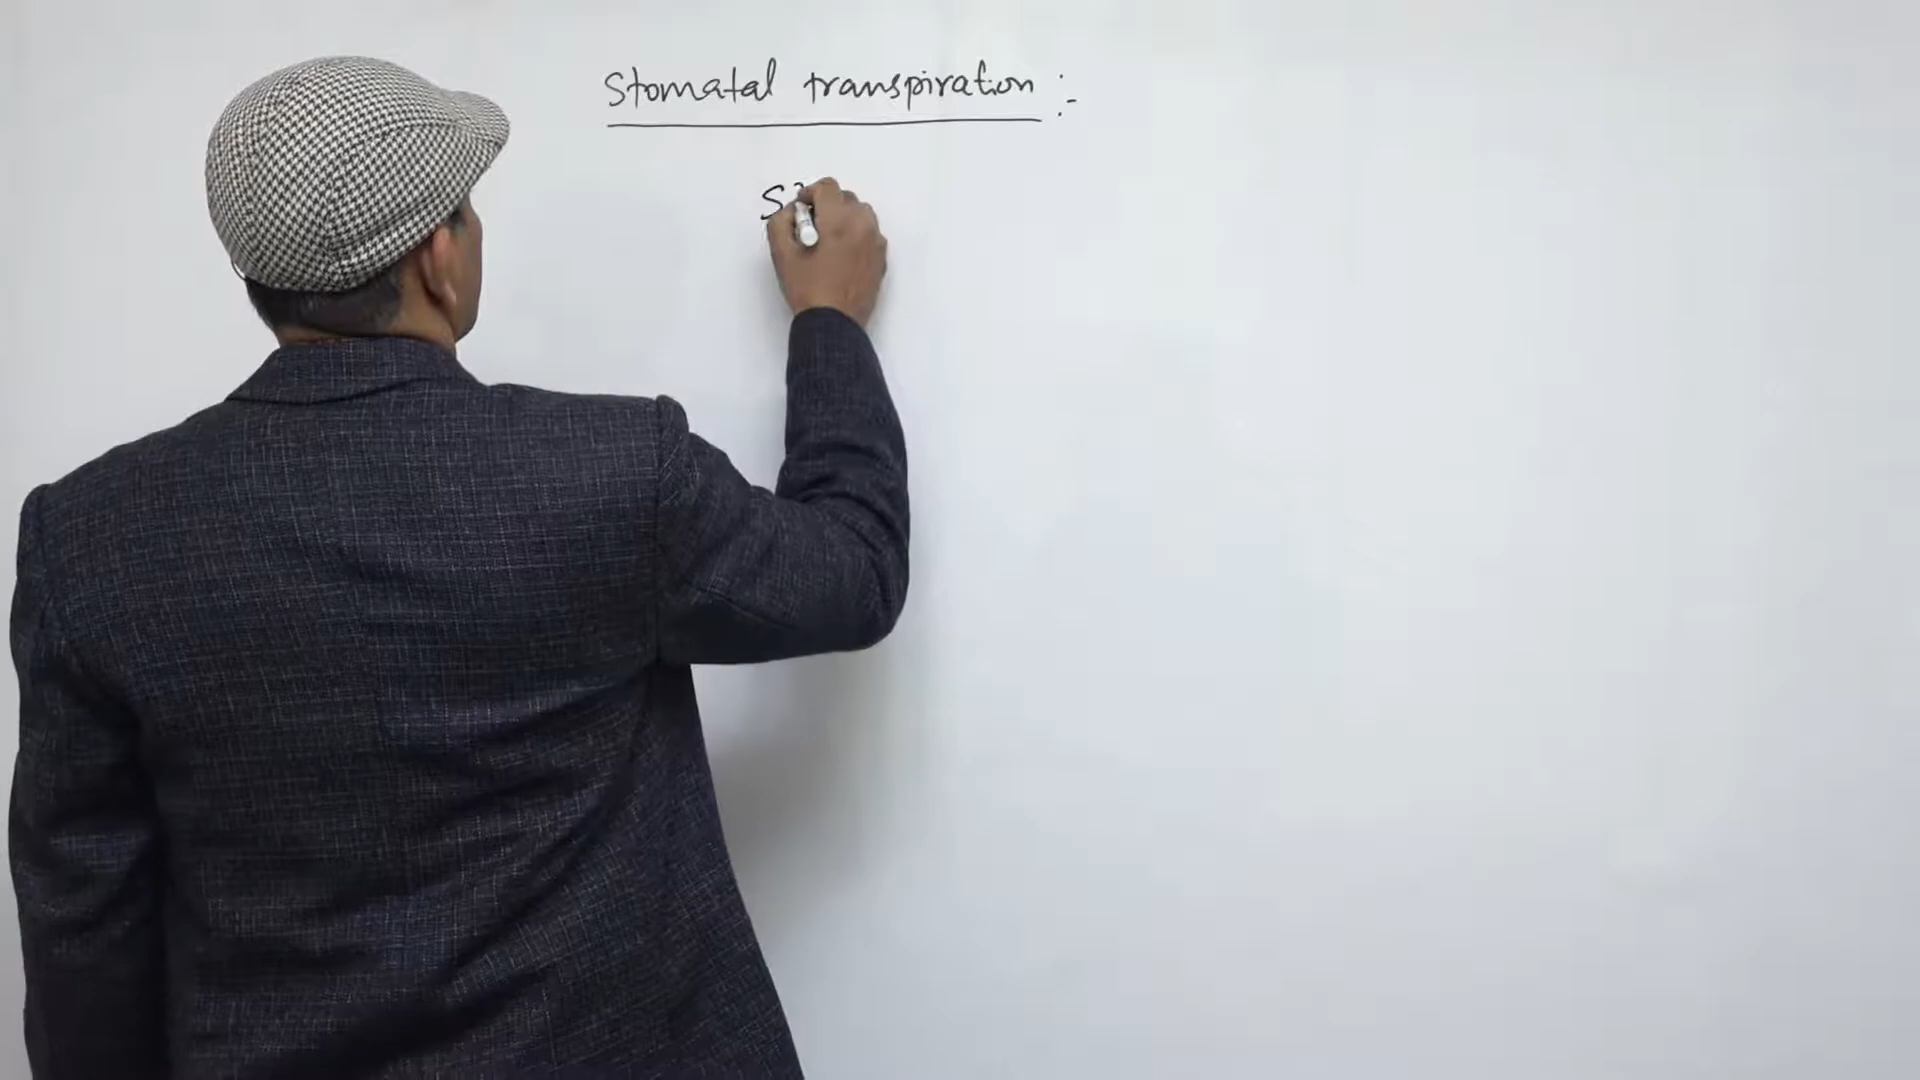 Stomatal transpiration :-
S